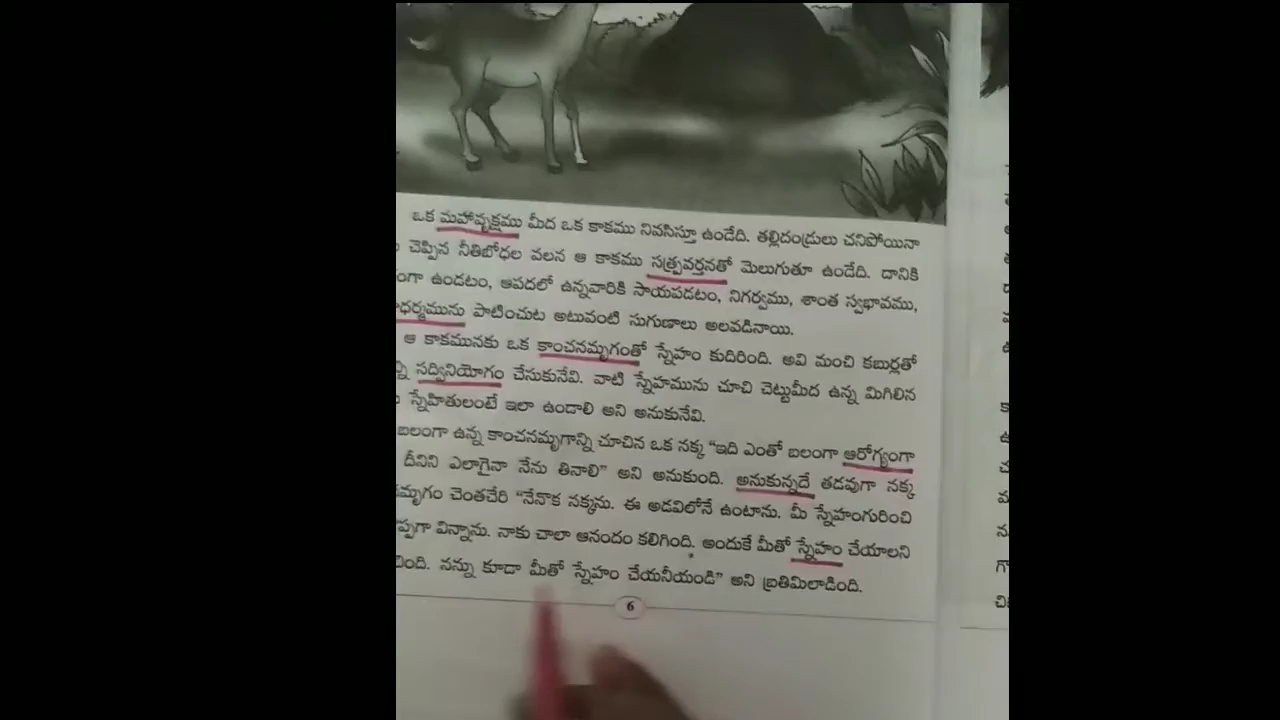 ఒక మహావృక్షము మీద ఒక కాకము నివసిస్తూ ఉండేది. తల్లిదండ్రులు చనిపోయినా
చెప్పిన నీతిబోధల వలన ఆ కాకము సత్ప్రవర్తనతో మెలుగుతూ ఉండేది. దానికి
ఉండటం, ఆపదలో ఉన్నవారికి సాయపడటం, నిగర్వము, శాంత స్వభావము,
పాటించుట అటువంటి సుగుణాలు అలవడినాయి.
ఆ కాకమునకు ఒక కాంచనమృగంతో స్నేహం కుదిరింది. అవి మంచి కబుర్లతో
సద్వినియోగం చేసుకునేవి. వాటి స్నేహమును చూచి చెట్టుమీద ఉన్న మిగిలిన
స్నేహితులంటే ఇలా ఉండాలి అని అనుకునేవి.
బలంగా ఉన్న కాంచనమృగాన్ని చూచిన ఒక నక్క "ఇది ఎంతో బలంగా ఆరోగ్యంగా
దీనిని ఎలాగైనా నేను తినాలి" అని అనుకుంది. అనుకున్నదే తడవుగా నక్క
చెంతచేరి "నేనొక నక్కను. ఈ అడవిలోనే ఉంటాను. మీ స్నేహంగురించి
విన్నాను. నాకు చాలా ఆనందం కలిగింది. అందుకే మీతో స్నేహం చేయాలని
నన్ను కూడా మీతో స్నేహం చేయనీయండి" అని బ్రతిమిలాడింది.
6